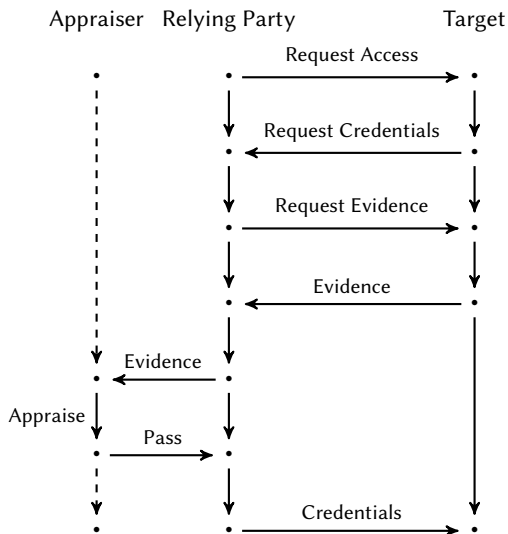 Appraiser Relying Party Target
Request Access
Request Credentials
Request Evidence
Evidence
Evidence
Appraise
Pass
Credentials